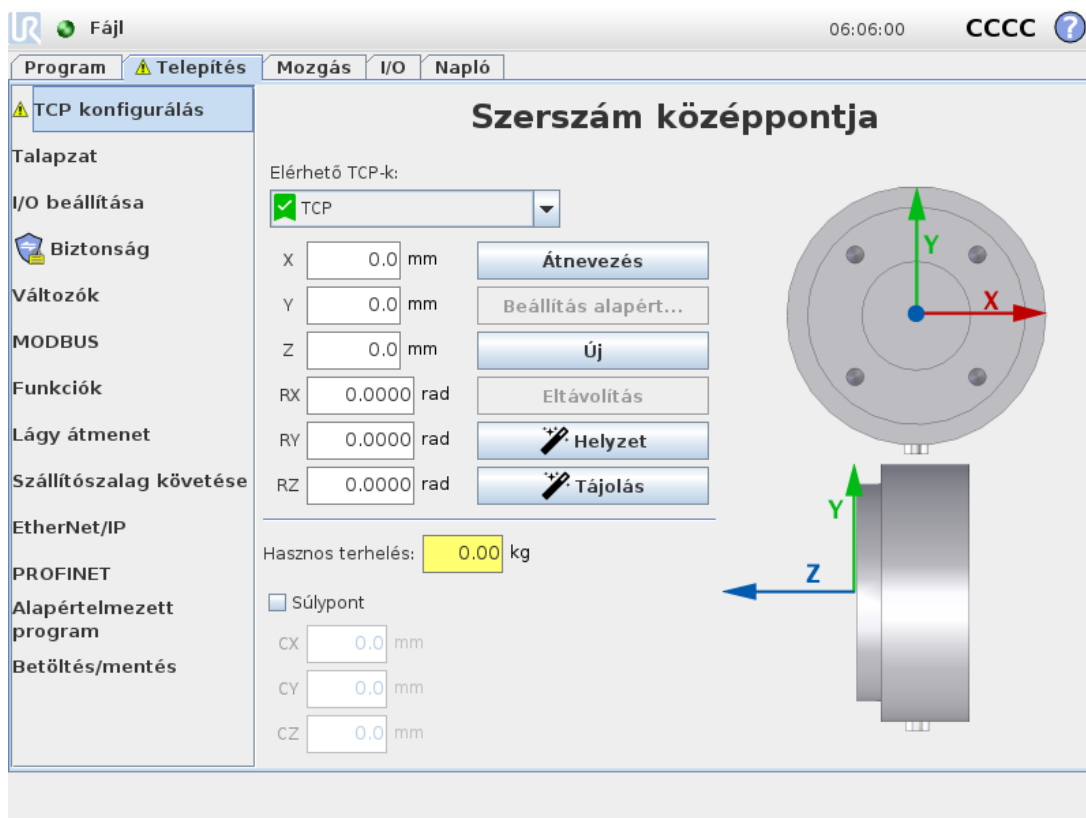 UR Fájl 06:06:00 CCCC ?
Program Telepítés Mozgás I/O Napló
TCP konfigurálás
Talapzat
I/O beállítása
Biztonság
Változók
MODBUS
Funkciók
Lágy átmenet
Szállítószalag követése
EtherNet/IP
PROFINET
Alapértelmezett
program
Betöltés/mentés
Szerszám középpontja
Elérhető TCP-k:
TCP
X 0.0 mm Átnevezés
Y 0.0 mm Beállítás alapért...
Z 0.0 mm Új
RX 0.0000 rad Eltávolítás
RY 0.0000 rad Helyzet
RZ 0.0000 rad Tájolás
Hasznos terhelés: 0.00 kg
Súlypont
CX 0.0 mm
CY 0.0 mm
CZ 0.0 mm
Y
X
Y
Z